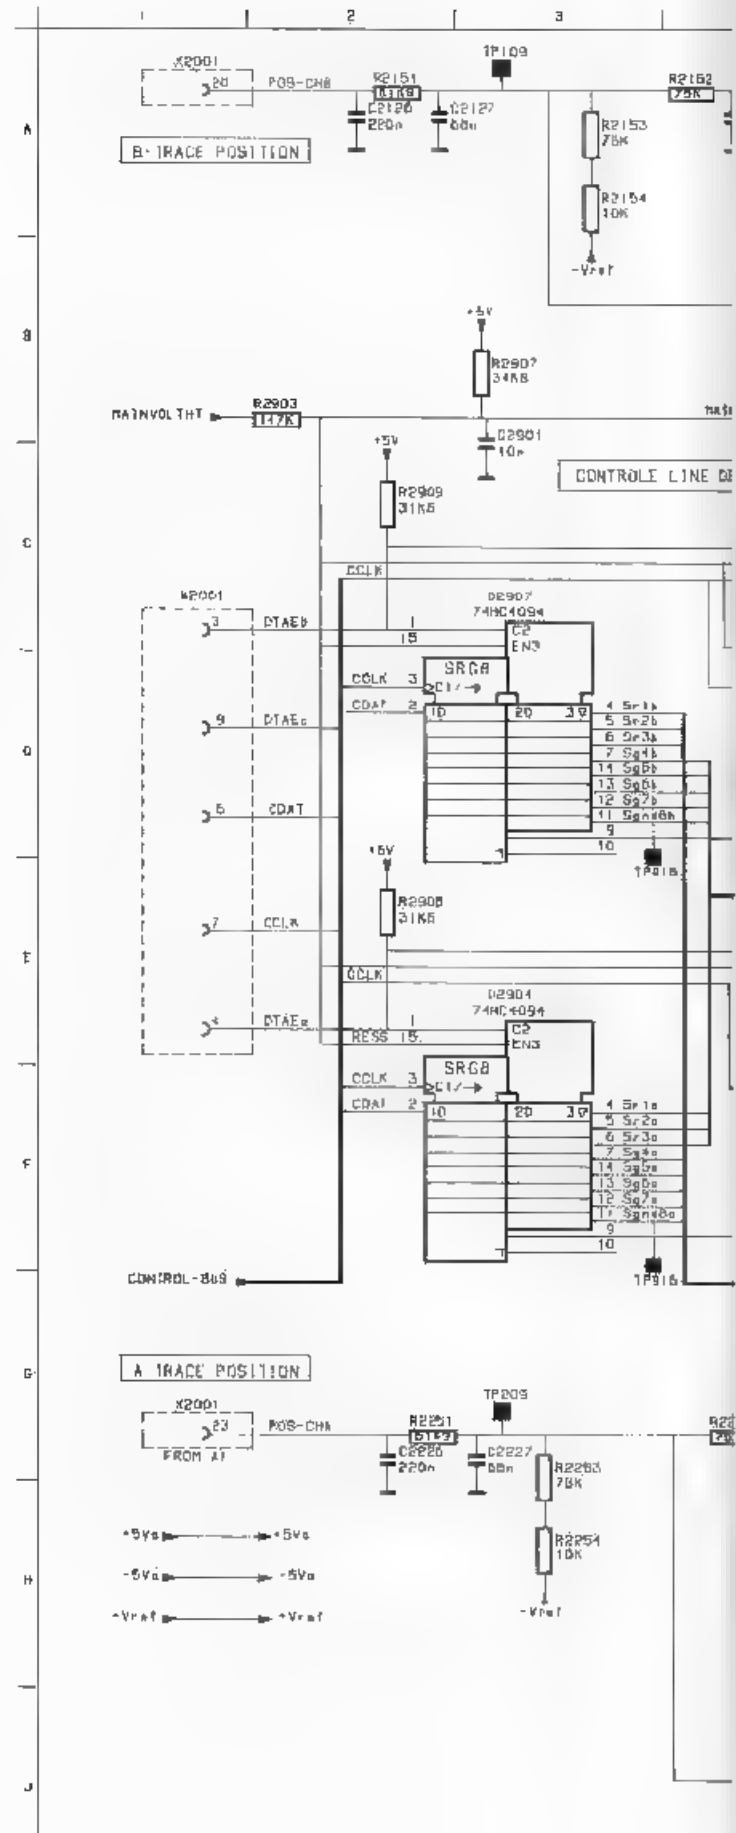 1 2 3
X2001 TP109
20 POS-CHB R2151 R2152
75K
C2126 C2127
220n 68n
A
R2153
75K
B-TRACE POSITION
R2154
10K
-Vref
B
+5V
R2907
34K8
R2903
MAINVOLTHT
147K
C2901
10n
+5V
CONTROLE LINE DE
R2909
31K6
C
CCLK
X2001 D2907
74HC4094
3 DTAEb 1 C2
15 EN3
SRG8
CCLK 3 C1/→
CDAT 2 1D 2D 3▽ 4 Sr1b
9 DTAEc 5 Sr2b
6 Sr3b
D 7 Sg4b
14 Sg5b
13 Sg6b
6 CDAT 12 Sg7b
11 Sgnd8b
9
10
+5V
R2908
31K6
7 CCLK
E
CCLK
D2904
74HC4094
4 DTAEa 1 C2
RESS 15 EN3
SRG8
CCLK 3 C1/→
CDAT 2 1D 2D 3▽ 4 Sr1a
5 Sr2a
6 Sr3a
F 7 Sg4a
14 Sg5a
13 Sg6a
12 Sg7a
11 Sgnd8a
9
10
CONTROL-BUS
G
A TRACE POSITION
X2001 TP209
23 POS-CHA R2251
FROM A1
C2226 C2227
220n 68n
R2253
75K
R2254
10K
+5Va +5Va
H -5Va -5Va
+Vref +Vref
-Vref
J